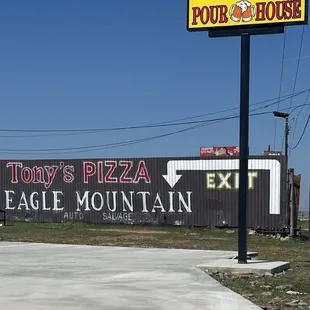 POUR HOUSE
Tony's PIZZA
EAGLE MOUNTAIN EXIT
AUTO SALVAGE